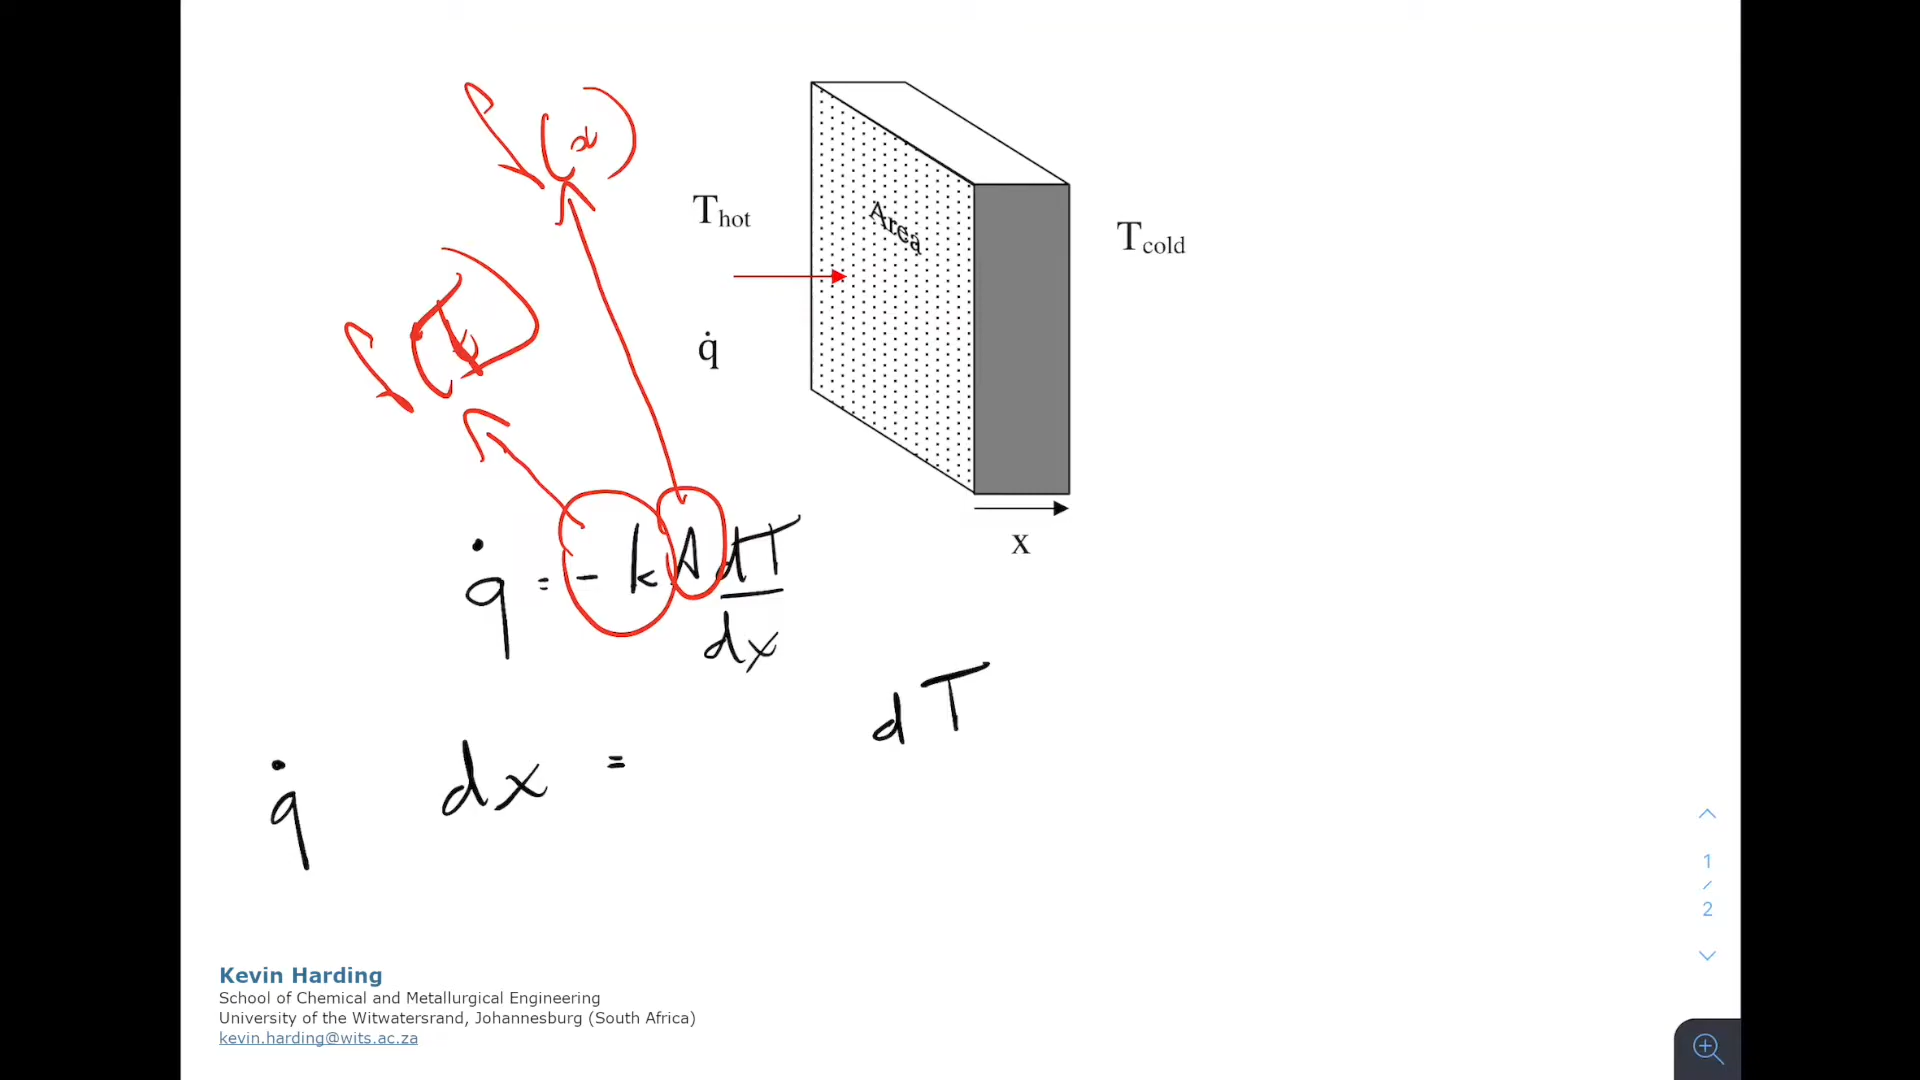 f(x)
T_hot
Area
T_cold
f(T)
q̇
q̇ = -kA dT/dx
x
q̇ dx = dT
1
/
2
Kevin Harding
School of Chemical and Metallurgical Engineering
University of the Witwatersrand, Johannesburg (South Africa)
kevin.harding@wits.ac.za